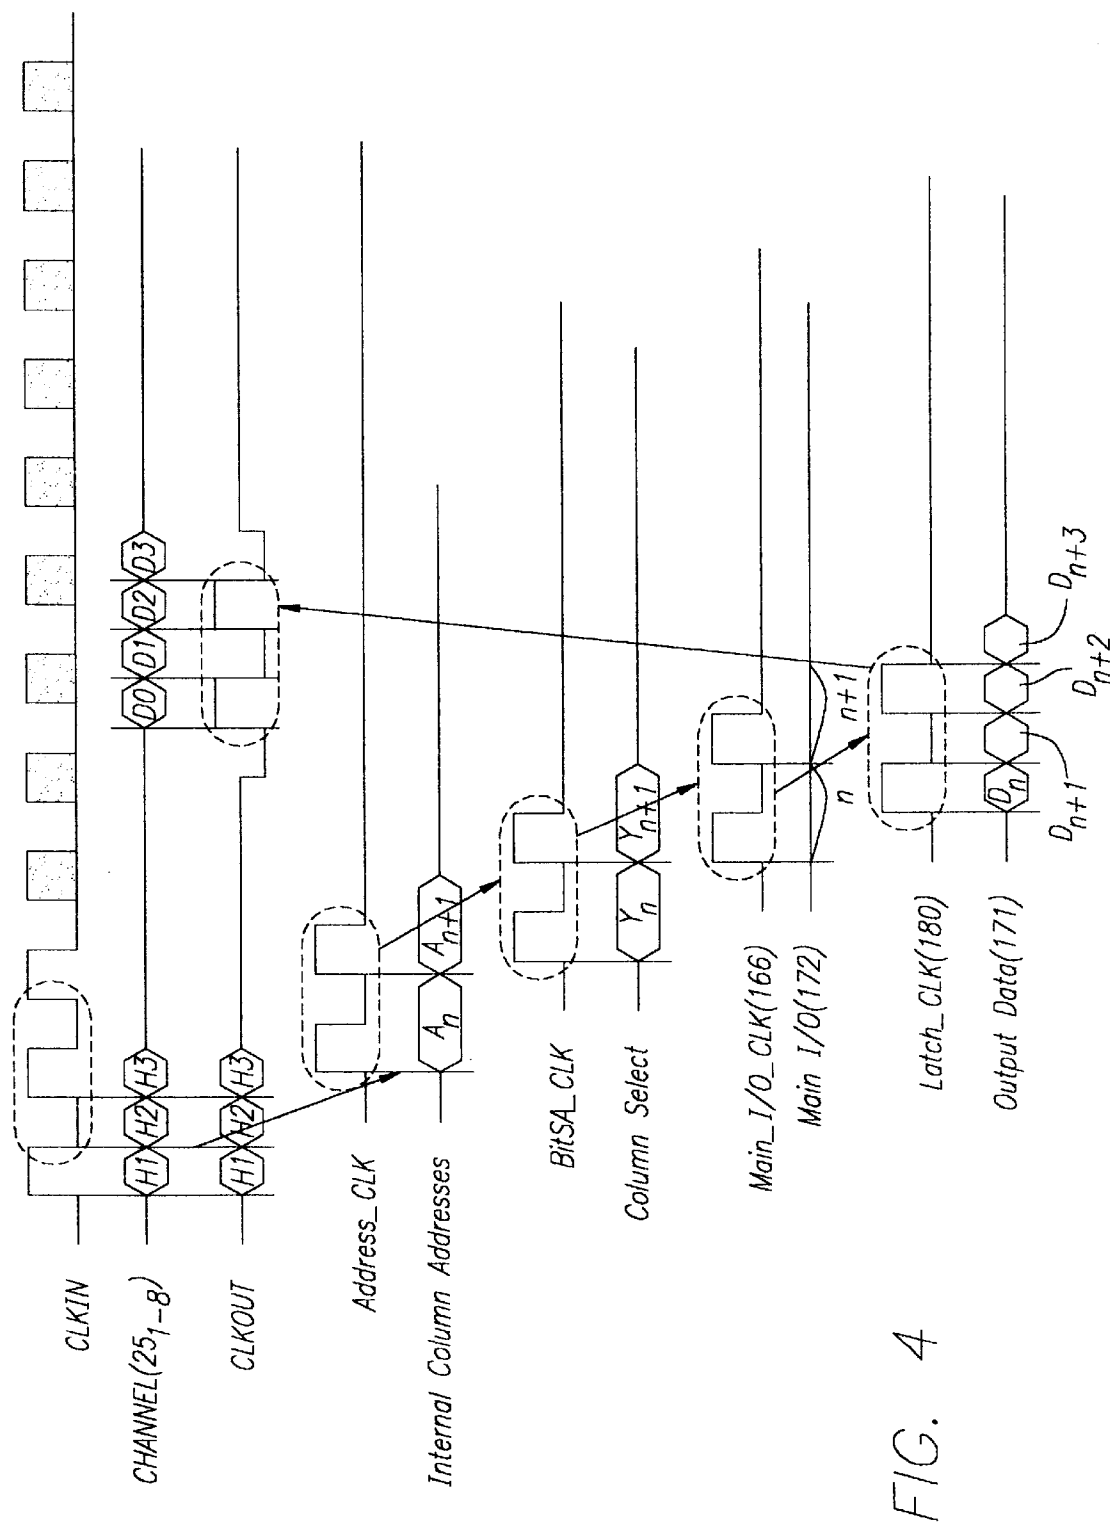 CLKIN
CHANNEL(25₁₋₈)
H1 H2 H3 D0 D1 D2 D3
CLKOUT
H1 H2 H3
Address_CLK
Internal Column Addresses
Aₙ Aₙ₊₁
BitSA_CLK
Column Select
Yₙ Yₙ₊₁
Main_I/O_CLK(166)
Main I/O(172)
n n+1
Latch_CLK(180)
Output Data(171)
Dₙ
Dₙ₊₁
Dₙ₊₂
Dₙ₊₃
FIG. 4